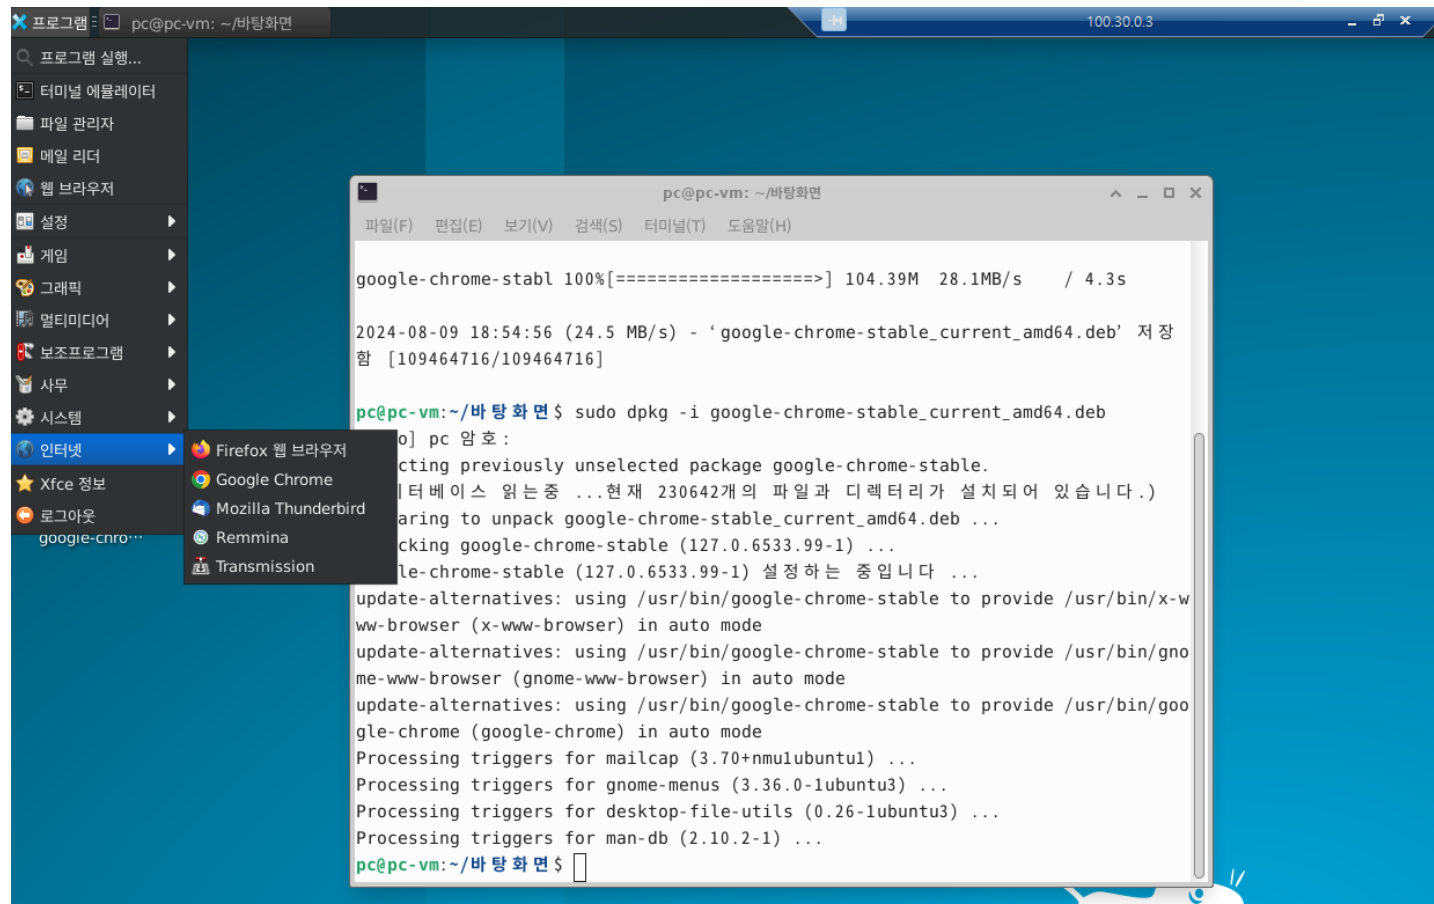 프로그램
pc@pc-vm: ~/바탕화면
100.30.0.3
프로그램 실행...
터미널 에뮬레이터
파일 관리자
메일 리더
웹 브라우저
설정
게임
그래픽
멀티미디어
보조프로그램
사무
시스템
인터넷
Xfce 정보
로그아웃
google-chro...
Firefox 웹 브라우저
Google Chrome
Mozilla Thunderbird
Remmina
Transmission
pc@pc-vm: ~/바탕화면
파일(F) 편집(E) 보기(V) 검색(S) 터미널(T) 도움말(H)
google-chrome-stabl 100%[===================>] 104.39M  28.1MB/s    / 4.3s
2024-08-09 18:54:56 (24.5 MB/s) - ‘google-chrome-stable_current_amd64.deb’ 저장
함 [109464716/109464716]
pc@pc-vm:~/바탕화면$ sudo dpkg -i google-chrome-stable_current_amd64.deb
o] pc 암호:
cting previously unselected package google-chrome-stable.
터베이스 읽는중 ...현재 230642개의 파일과 디렉터리가 설치되어 있습니다.)
aring to unpack google-chrome-stable_current_amd64.deb ...
cking google-chrome-stable (127.0.6533.99-1) ...
le-chrome-stable (127.0.6533.99-1) 설정하는 중입니다 ...
update-alternatives: using /usr/bin/google-chrome-stable to provide /usr/bin/x-w
ww-browser (x-www-browser) in auto mode
update-alternatives: using /usr/bin/google-chrome-stable to provide /usr/bin/gno
me-www-browser (gnome-www-browser) in auto mode
update-alternatives: using /usr/bin/google-chrome-stable to provide /usr/bin/goo
gle-chrome (google-chrome) in auto mode
Processing triggers for mailcap (3.70+nmu1ubuntu1) ...
Processing triggers for gnome-menus (3.36.0-1ubuntu3) ...
Processing triggers for desktop-file-utils (0.26-1ubuntu3) ...
Processing triggers for man-db (2.10.2-1) ...
pc@pc-vm:~/바탕화면$